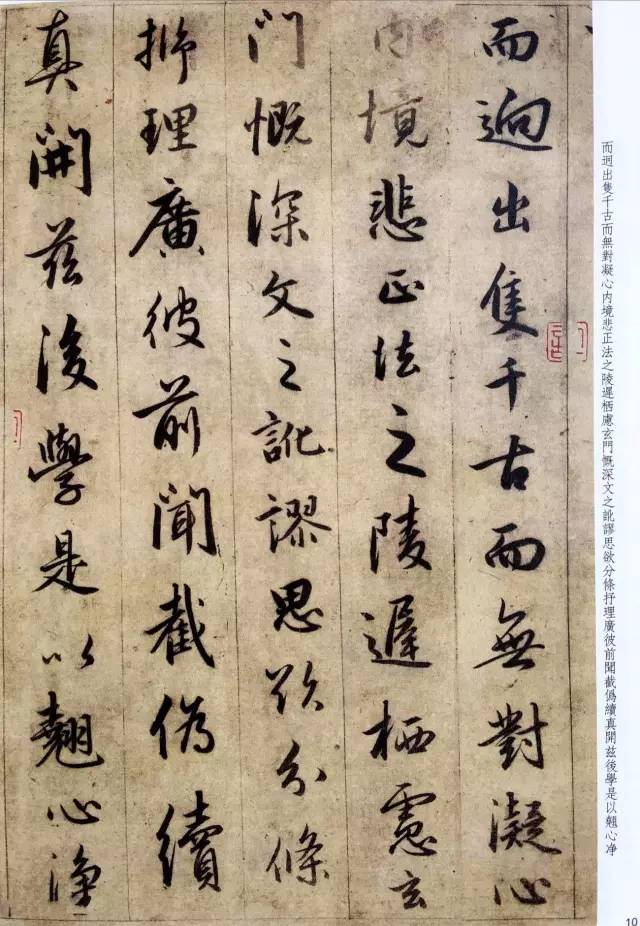 而迥出隻千古而無對凝心
内境悲正法之陵遲栖慮玄
門慨深文之訛謬思欲分條
抒理廣彼前聞截偽續
真開茲後學是以翹心淨
而迥出隻千古而無對凝心内境悲正法之陵遲栖慮玄門慨深文之訛謬思欲分條抒理廣彼前聞截僞續真開兹後學是以翹心净
10